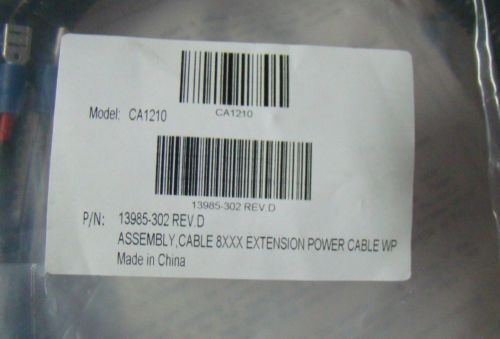 CA1210
Model: CA1210
13985-302 REV.D
P/N: 13985-302 REV.D
ASSEMBLY,CABLE 8XXX EXTENSION POWER CABLE WP
Made in China